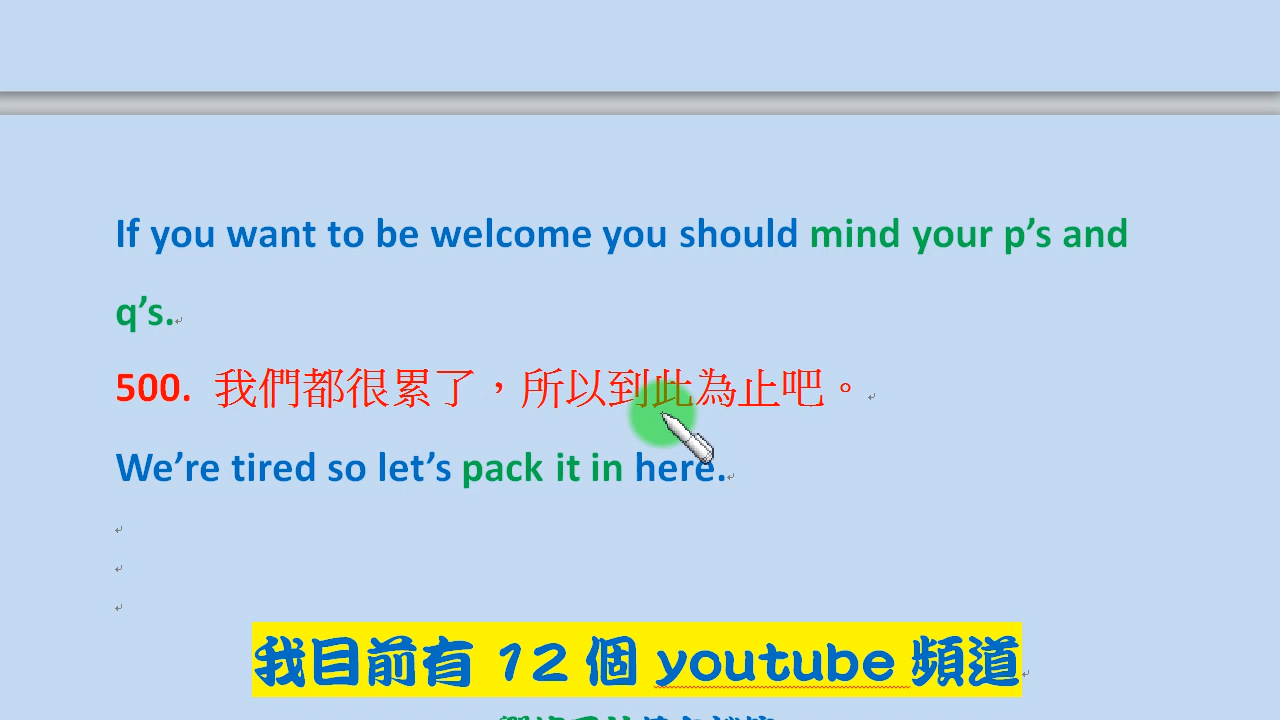 If you want to be welcome you should mind your p’s and
q’s.
500. 我們都很累了，所以到此為止吧。
We’re tired so let’s pack it in here.
我目前有 12 個 youtube 頻道